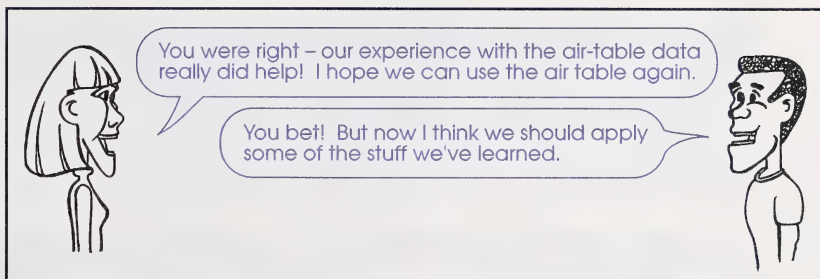 You were right – our experience with the air-table data
really did help! I hope we can use the air table again.
You bet! But now I think we should apply
some of the stuff we've learned.